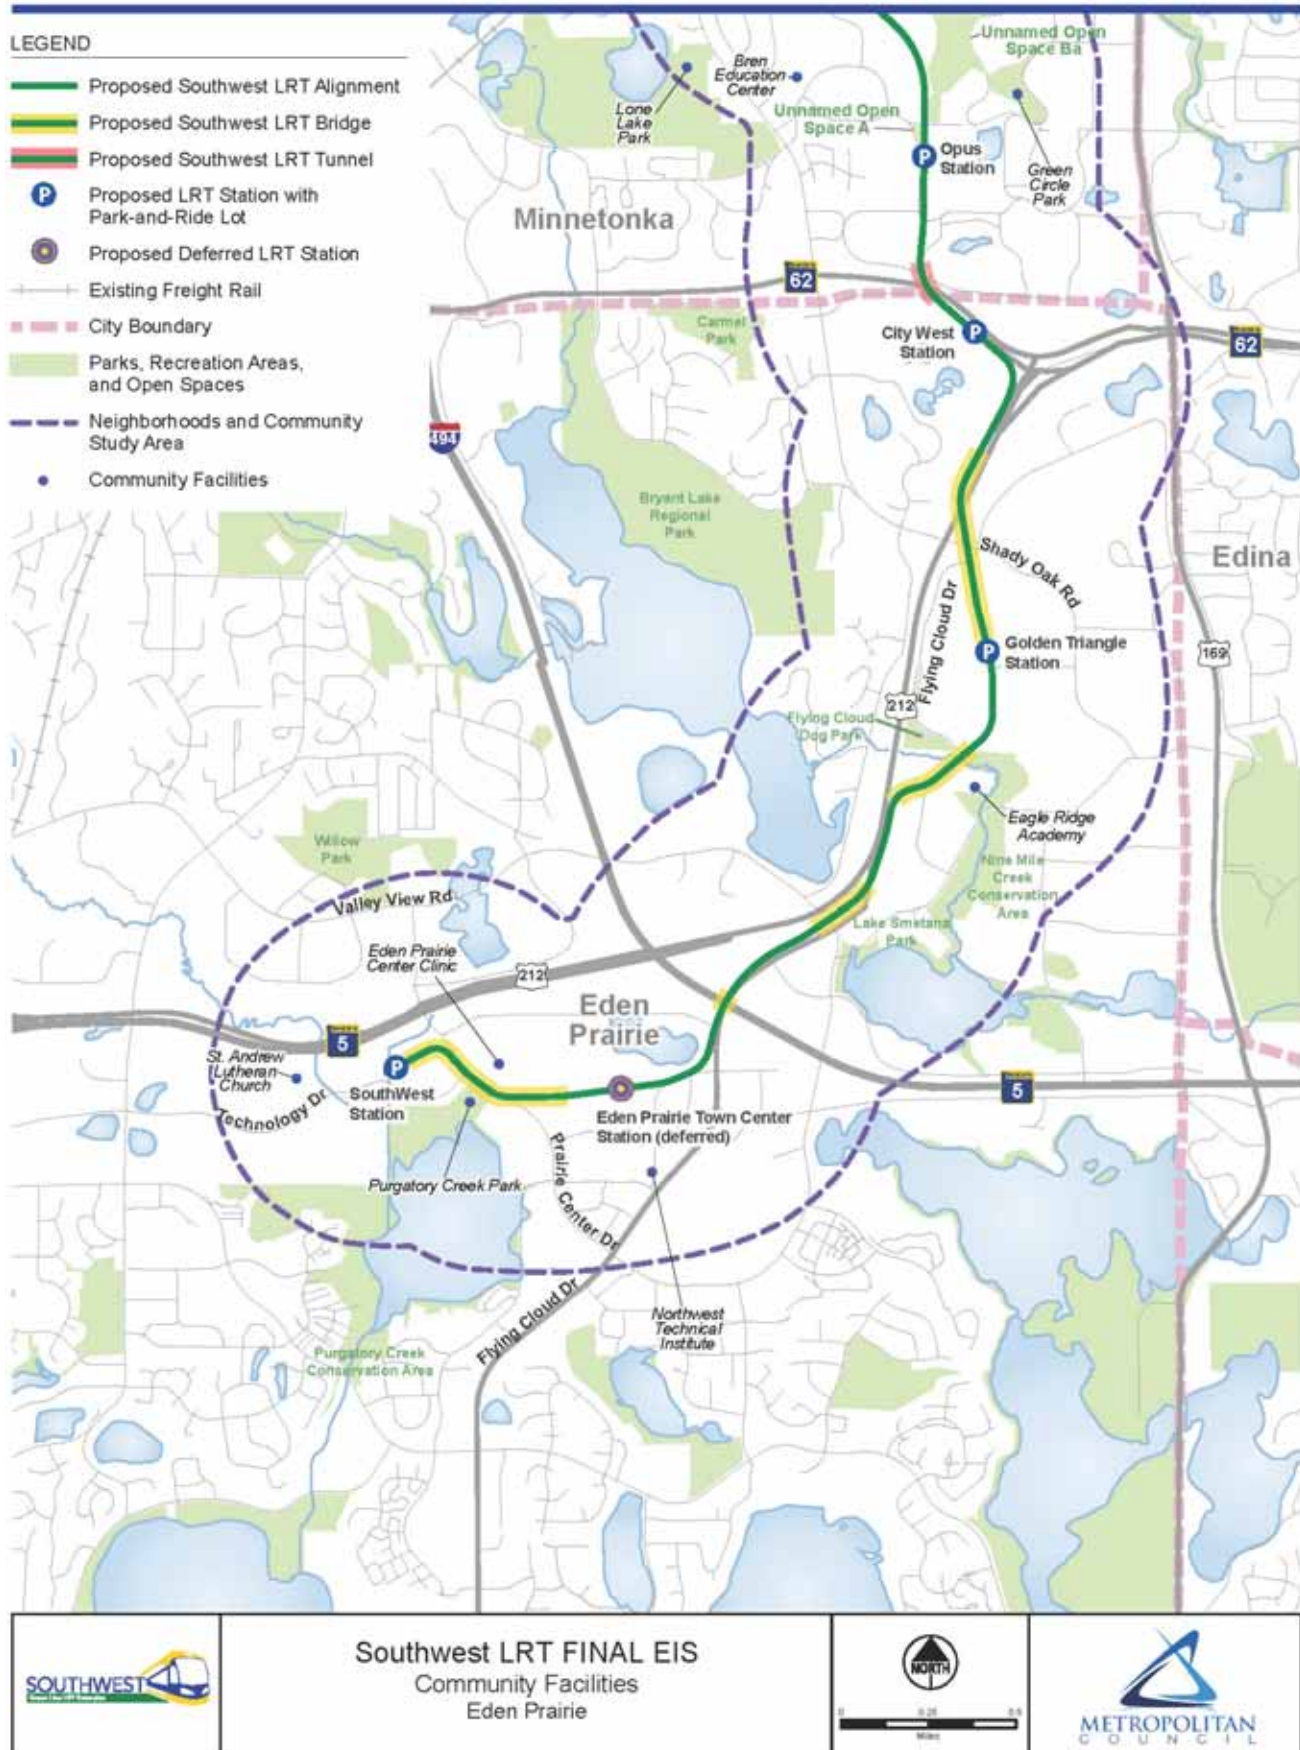 LEGEND
Proposed Southwest LRT Alignment
Proposed Southwest LRT Bridge
Proposed Southwest LRT Tunnel
P
Proposed LRT Station with
Park-and-Ride Lot
Proposed Deferred LRT Station
Existing Freight Rail
City Boundary
Parks, Recreation Areas,
and Open Spaces
Neighborhoods and Community
Study Area
Community Facilities
Unnamed Open
Space Ba
Bren
Education
Center
Lone
Lake
Park
Unnamed Open
Space A
P
Opus
Station
Green
Circle
Park
Minnetonka
62
Carmel
Park
City West
Station
P
62
494
Bryant Lake
Regional
Park
Shady Oak Rd
Edina
Flying Cloud Dr
P
Golden Triangle
Station
169
212
Flying Cloud
Dog Park
Eagle Ridge
Academy
Willow
Park
Nine Mile
Creek
Conservation
Area
Valley View Rd
Lake Smetana
Park
Eden Prairie
Center Clinic
212
Eden
Prairie
5
St. Andrew
Lutheran
Church
P
SouthWest
Station
Technology Dr
5
Eden Prairie Town Center
Station (deferred)
Prairie Center Dr
Purgatory Creek Park
Flying Cloud Dr
Northwest
Technical
Institute
Purgatory Creek
Conservation Area
SOUTHWEST
Southwest LRT FINAL EIS
Community Facilities
Eden Prairie
NORTH
0 0.25 0.5
Miles
METROPOLITAN
COUNCIL